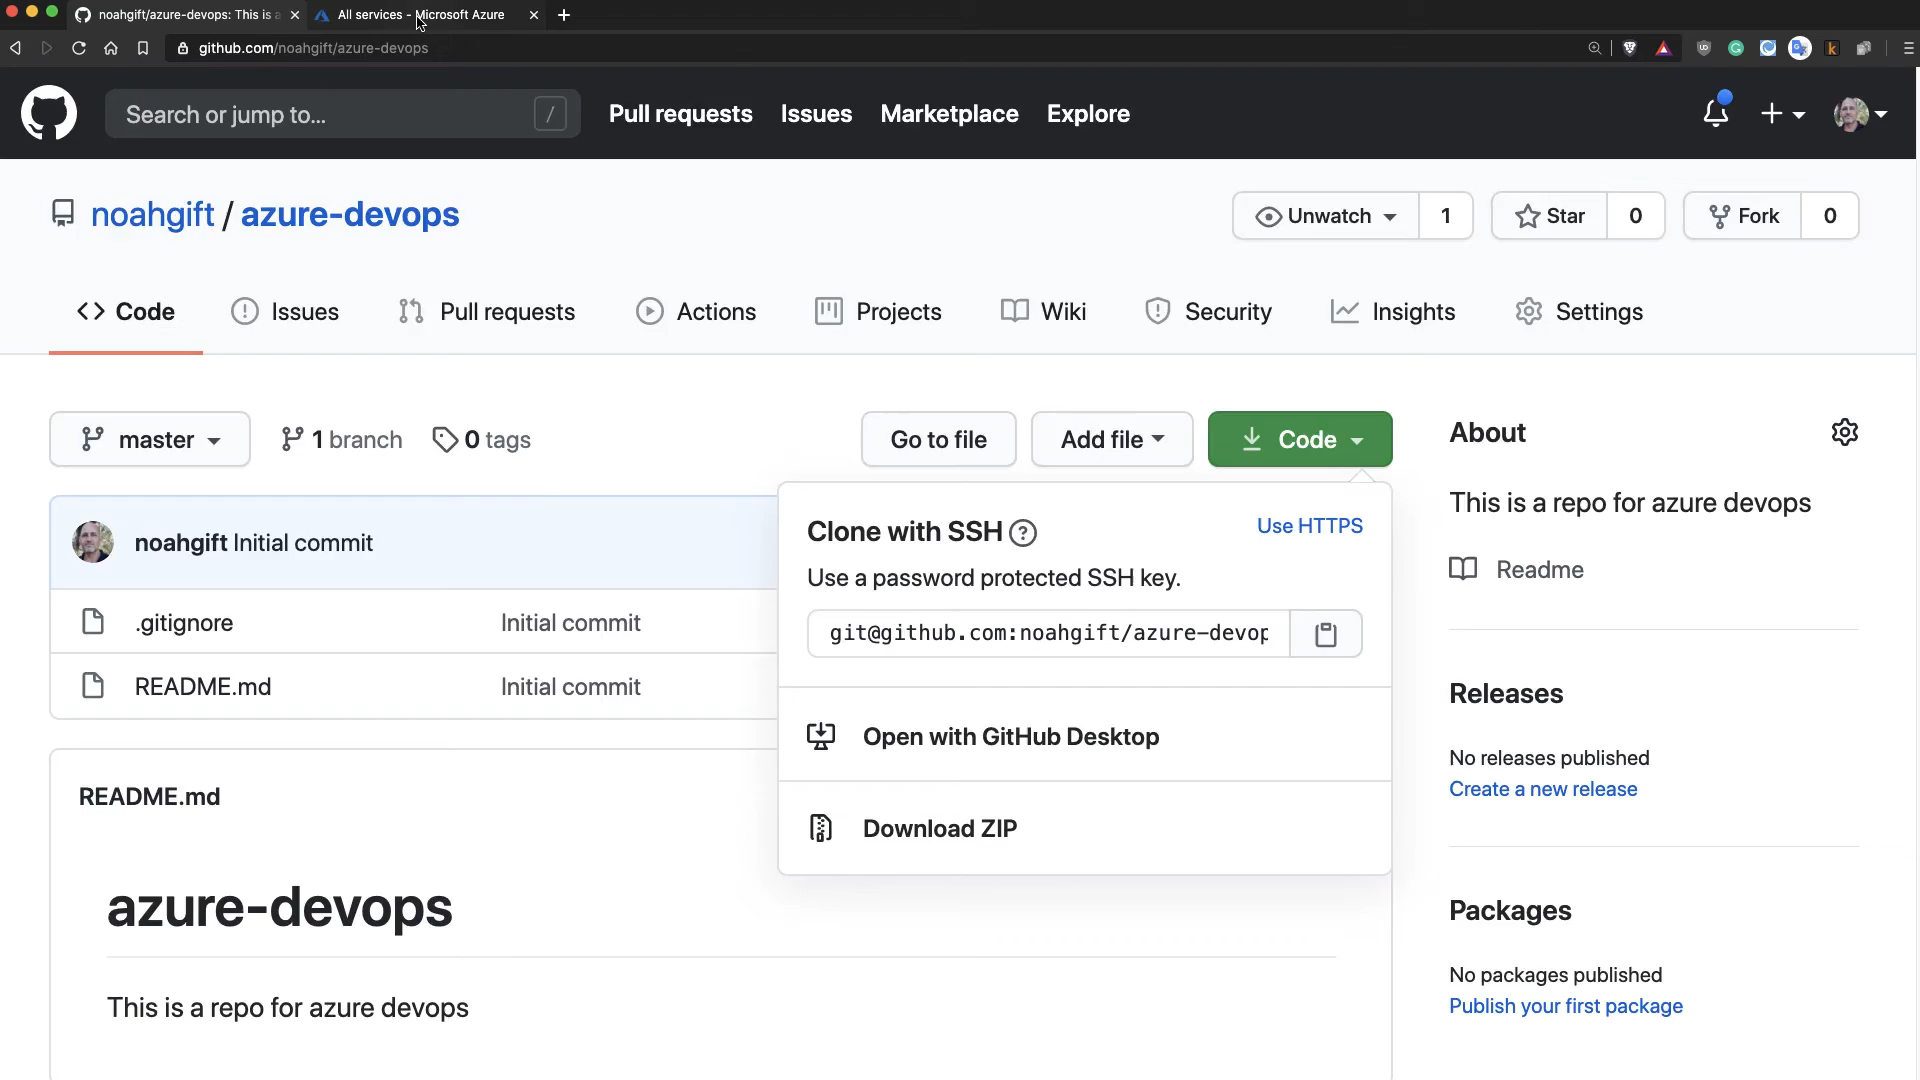 noahgift/azure-devops: This is a
All services - Microsoft Azure
github.com/noahgift/azure-devops
Search or jump to...
/
Pull requests
Issues
Marketplace
Explore
noahgift / azure-devops
Unwatch
1
Star
0
Fork
0
Code
Issues
Pull requests
Actions
Projects
Wiki
Security
Insights
Settings
master
1 branch
0 tags
Go to file
Add file
Code
About
This is a repo for azure devops
Readme
noahgift Initial commit
Clone with SSH
Use HTTPS
Use a password protected SSH key.
git@github.com:noahgift/azure-devop
.gitignore
Initial commit
README.md
Initial commit
Open with GitHub Desktop
Download ZIP
Releases
No releases published
Create a new release
README.md
azure-devops
This is a repo for azure devops
Packages
No packages published
Publish your first package